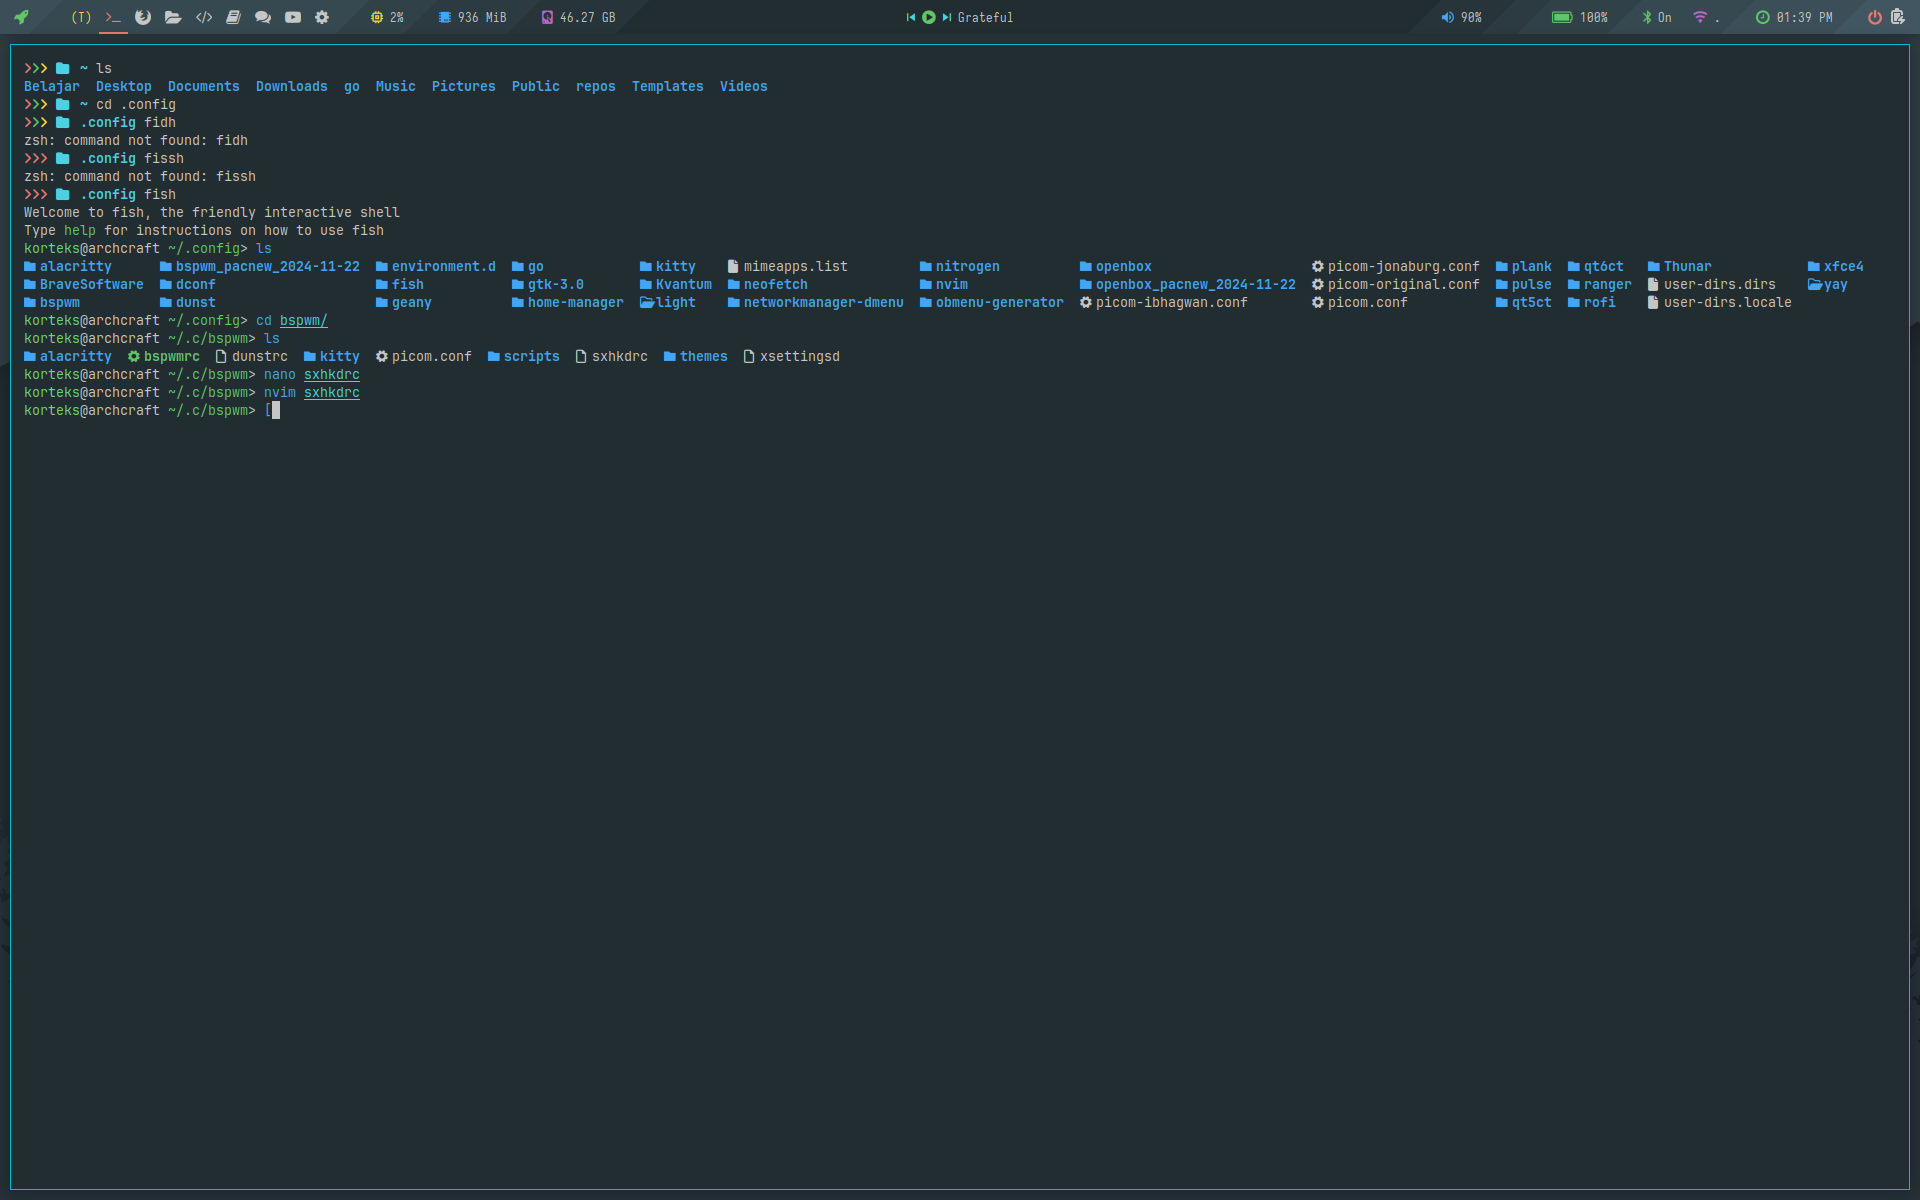 (T) >_ </> 2% 936 MiB 46.27 GB Grateful 90% 100% On . 01:39 PM
>>> ~ ls
Belajar Desktop Documents Downloads go Music Pictures Public repos Templates Videos
>>> ~ cd .config
>>> .config fidh
zsh: command not found: fidh
>>> .config fissh
zsh: command not found: fissh
>>> .config fish
Welcome to fish, the friendly interactive shell
Type help for instructions on how to use fish
korteks@archcraft ~/.config> ls
alacritty bspwm_pacnew_2024-11-22 environment.d go kitty mimeapps.list nitrogen openbox picom-jonaburg.conf plank qt6ct Thunar xfce4
BraveSoftware dconf fish gtk-3.0 Kvantum neofetch nvim openbox_pacnew_2024-11-22 picom-original.conf pulse ranger user-dirs.dirs yay
bspwm dunst geany home-manager light networkmanager-dmenu obmenu-generator picom-ibhagwan.conf picom.conf qt5ct rofi user-dirs.locale
korteks@archcraft ~/.config> cd bspwm/
korteks@archcraft ~/.c/bspwm> ls
alacritty bspwmrc dunstrc kitty picom.conf scripts sxhkdrc themes xsettingsd
korteks@archcraft ~/.c/bspwm> nano sxhkdrc
korteks@archcraft ~/.c/bspwm> nvim sxhkdrc
korteks@archcraft ~/.c/bspwm> [